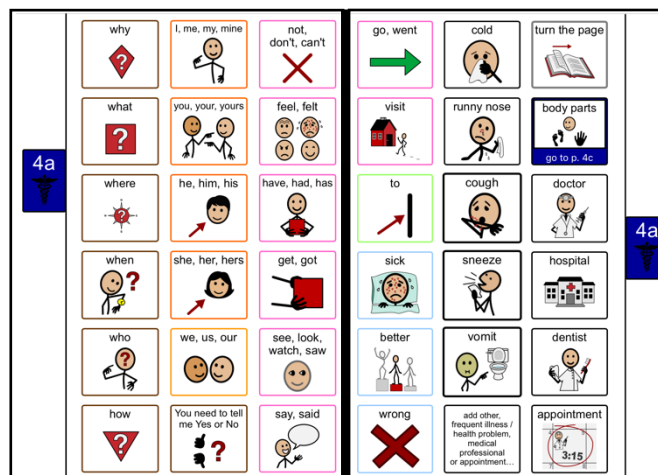 why
I, me, my, mine
not,
don't, can't
go, went
cold
turn the page
what
you, your, yours
feel, felt
visit
runny nose
body parts
go to p. 4c
4a
where
he, him, his
have, had, has
to
cough
doctor
4a
when
she, her, hers
get, got
sick
sneeze
hospital
who
we, us, our
see, look,
watch, saw
better
vomit
dentist
how
You need to tell
me Yes or No
say, said
wrong
add other,
frequent illness /
health problem,
medical
professional
or appointment...
appointment
3:15